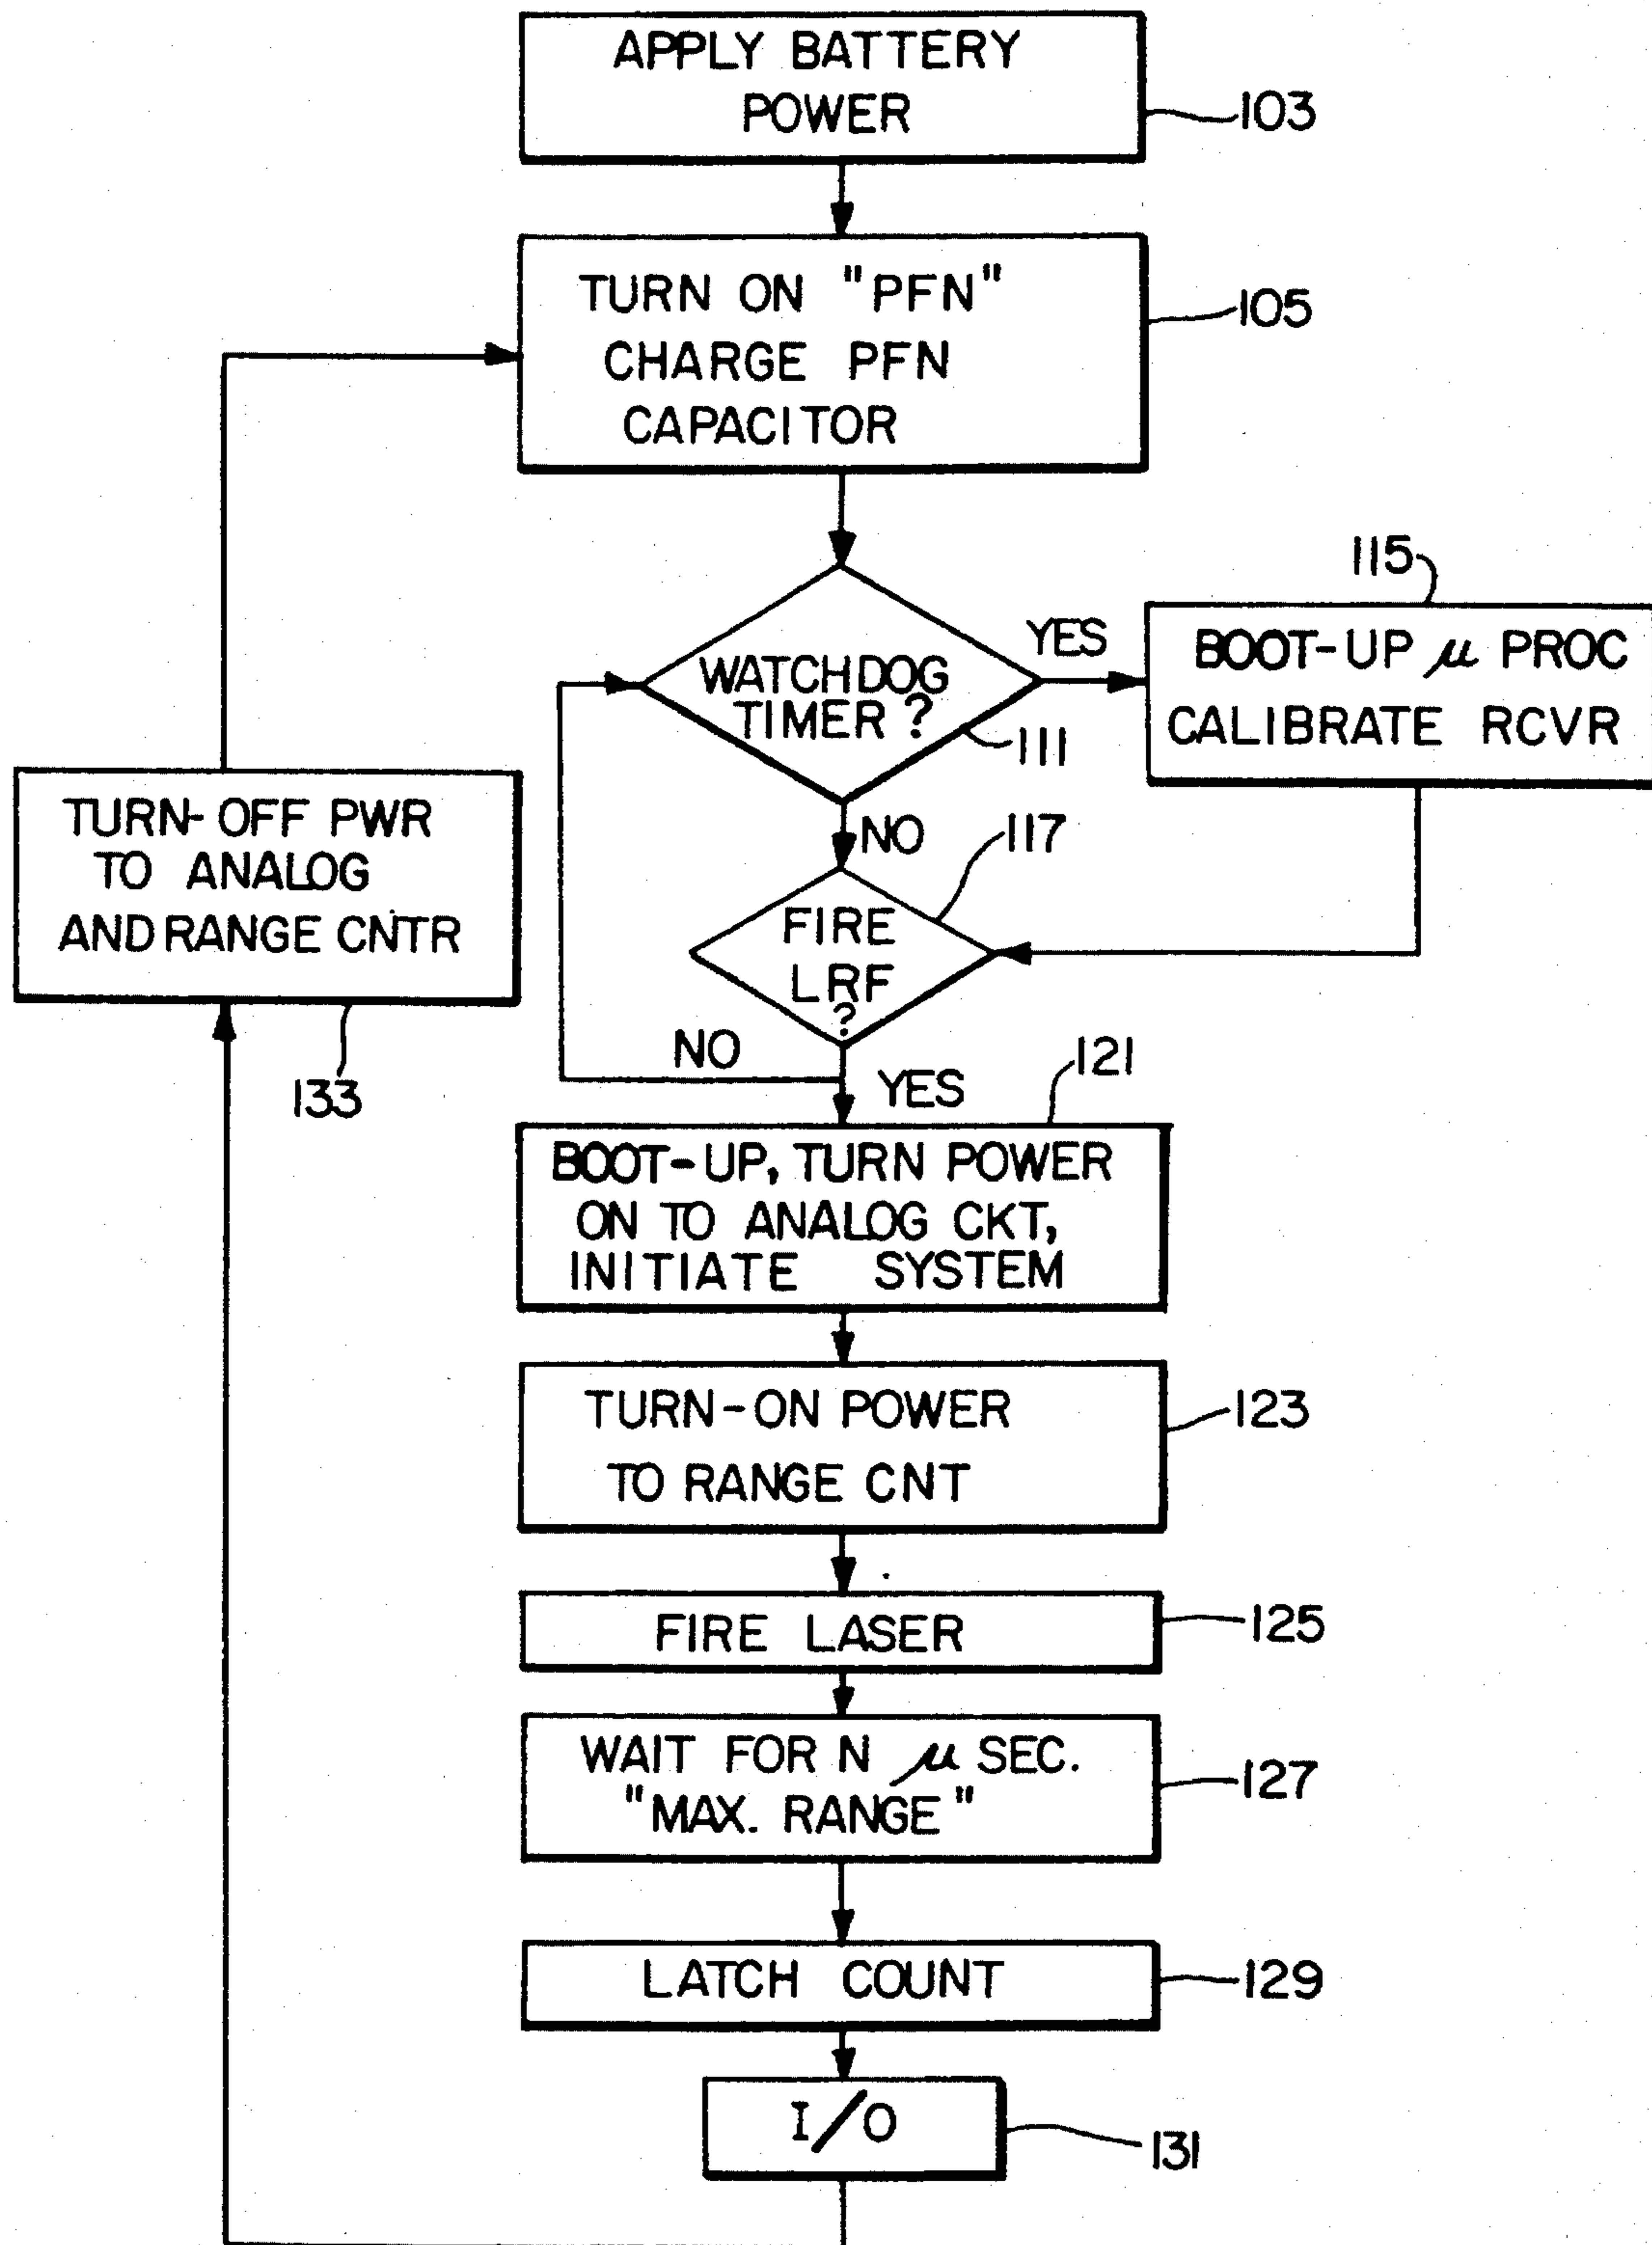 APPLY BATTERY
POWER
103
TURN ON "PFN"
CHARGE PFN
CAPACITOR
105
WATCHDOG
TIMER ?
111
YES
115
BOOT-UP μ PROC
CALIBRATE RCVR
NO
117
FIRE
LRF
?
NO
YES
TURN-OFF PWR
TO ANALOG
AND RANGE CNTR
133
121
BOOT-UP, TURN POWER
ON TO ANALOG CKT,
INITIATE SYSTEM
TURN-ON POWER
TO RANGE CNT
123
FIRE LASER
125
WAIT FOR N μ SEC.
"MAX. RANGE"
127
LATCH COUNT
129
I/O
131